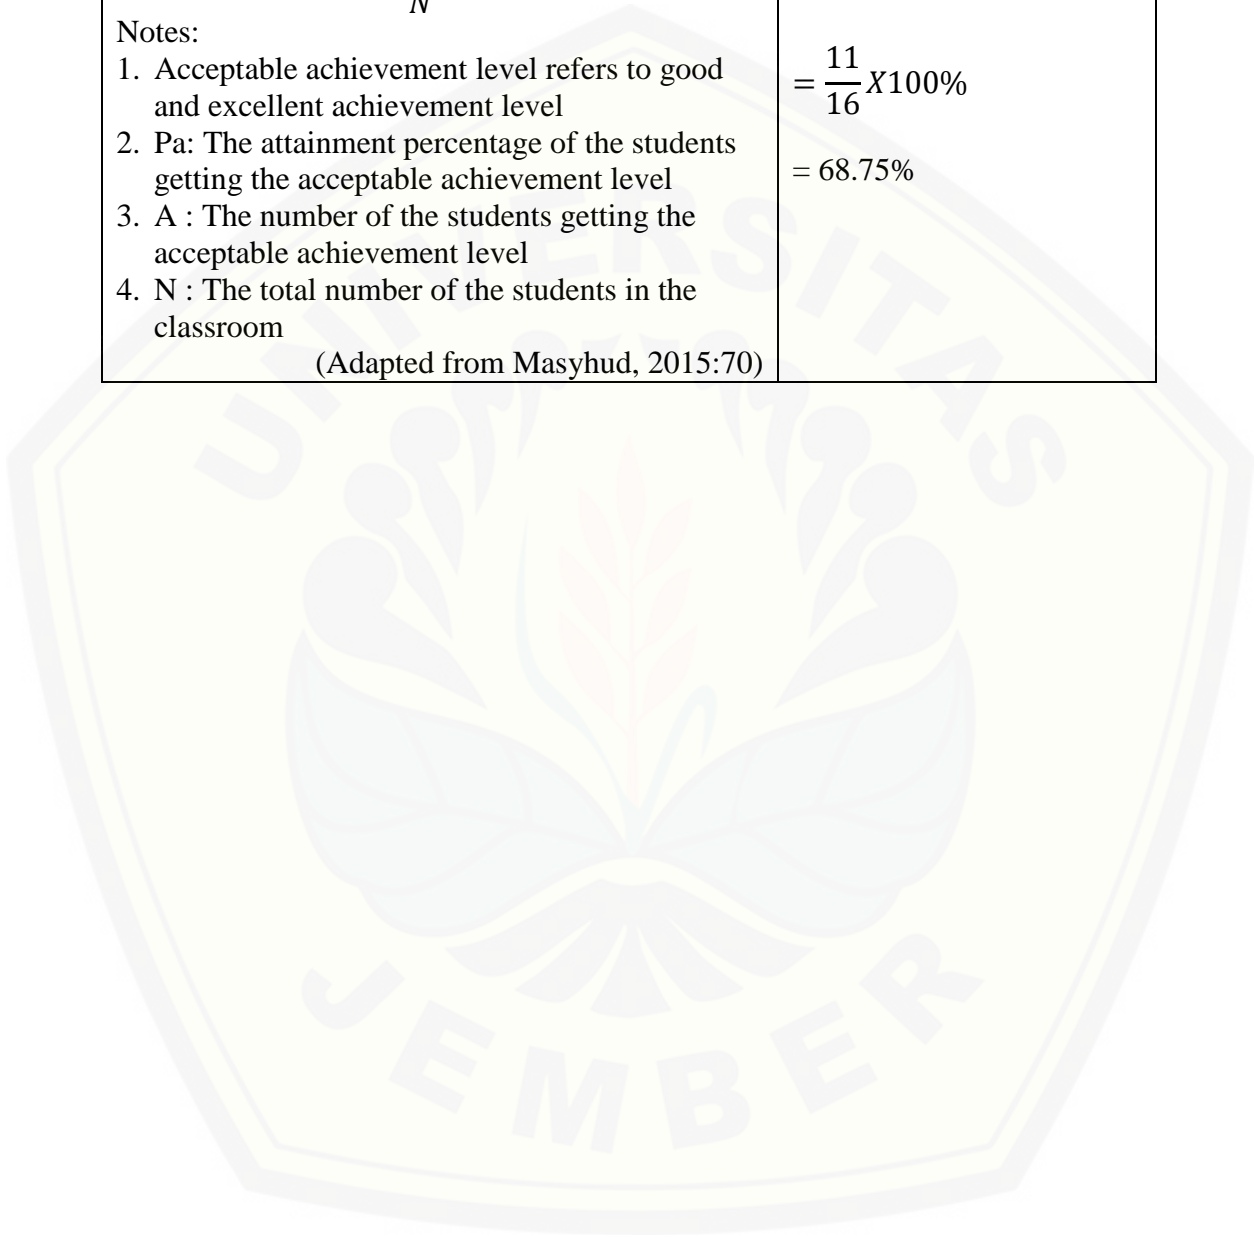 N
Notes:
1. Acceptable achievement level refers to good
and excellent achievement level
2. Pa: The attainment percentage of the students
getting the acceptable achievement level
3. A : The number of the students getting the
acceptable achievement level
4. N : The total number of the students in the
classroom
(Adapted from Masyhud, 2015:70)
= 11/16 X100%
= 68.75%
UNIVERSITAS
JEMBER